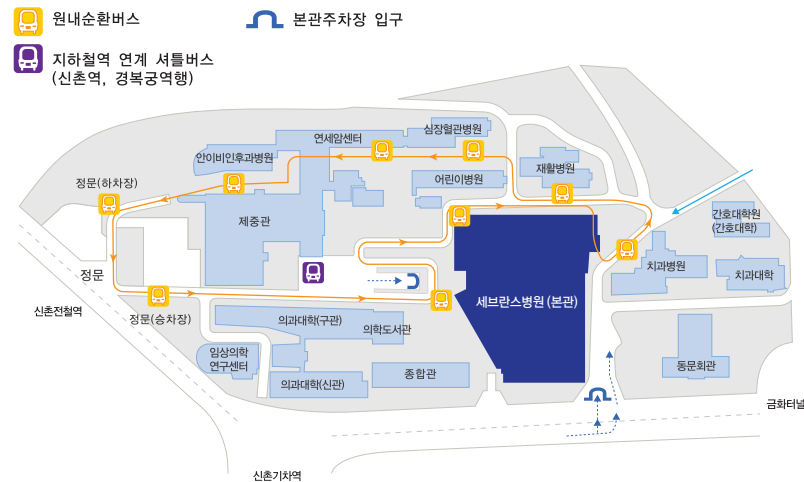 원내순환버스
본관주차장 입구
지하철역 연계 셔틀버스
(신촌역, 경복궁역행)
심장혈관병원
연세암센터
안이비인후과병원
재활병원
어린이병원
정문(하차장)
제중관
간호대학원
(간호대학)
치과병원
치과대학
정문
세브란스병원 (본관)
신촌전철역
정문(승차장)
의과대학(구관)
의학도서관
임상의학
연구센터
종합관
의과대학(신관)
동문회관
금화터널
신촌기차역